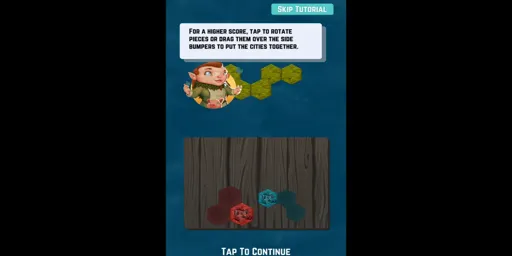 Skip Tutorial
For a higher score, tap to rotate
pieces or drag them over the side
bumpers to put the cities together.
Tap To Continue